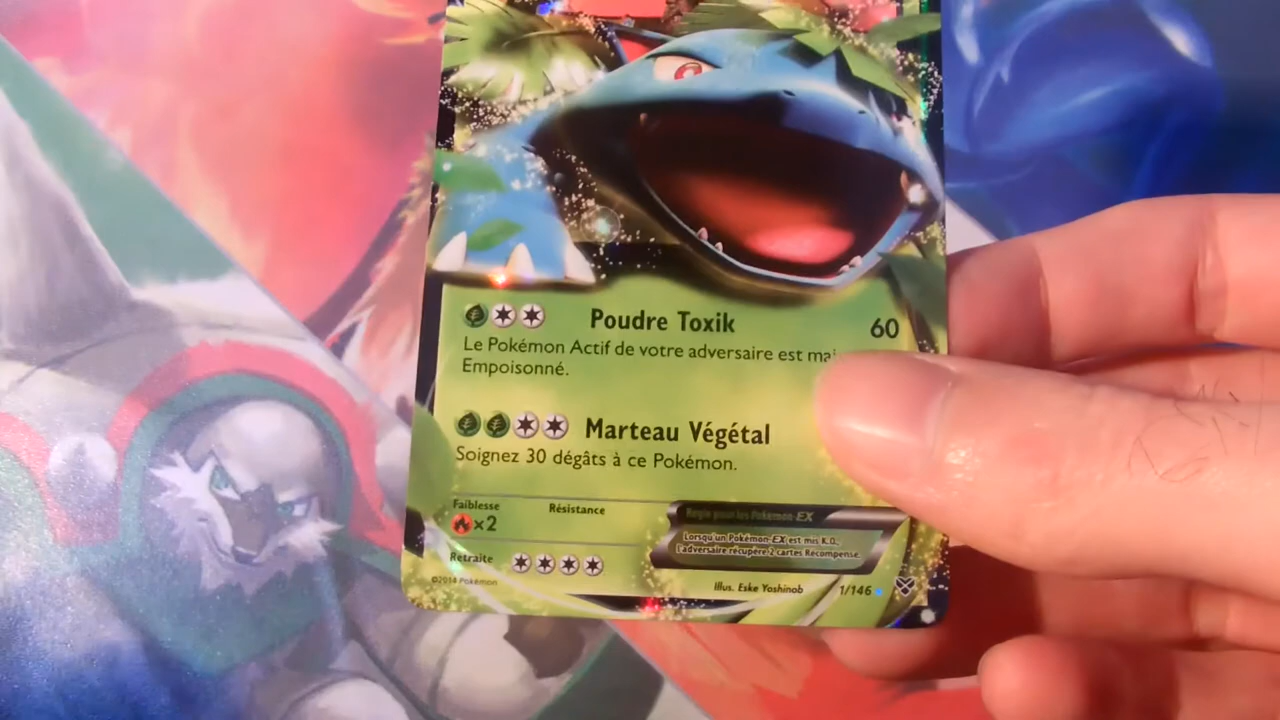 Poudre Toxik 60
Le Pokémon Actif de votre adversaire est mai
Empoisonné.
Marteau Végétal
Soignez 30 dégâts à ce Pokémon.
Faiblesse Résistance
x2
Retraite
Règle pour les Pokémon-EX
Lorsqu'un Pokémon-EX est mis K.O.,
l'adversaire récupère 2 cartes Récompense.
©2014 Pokémon
Illus. Eske Yoshinob
1/146